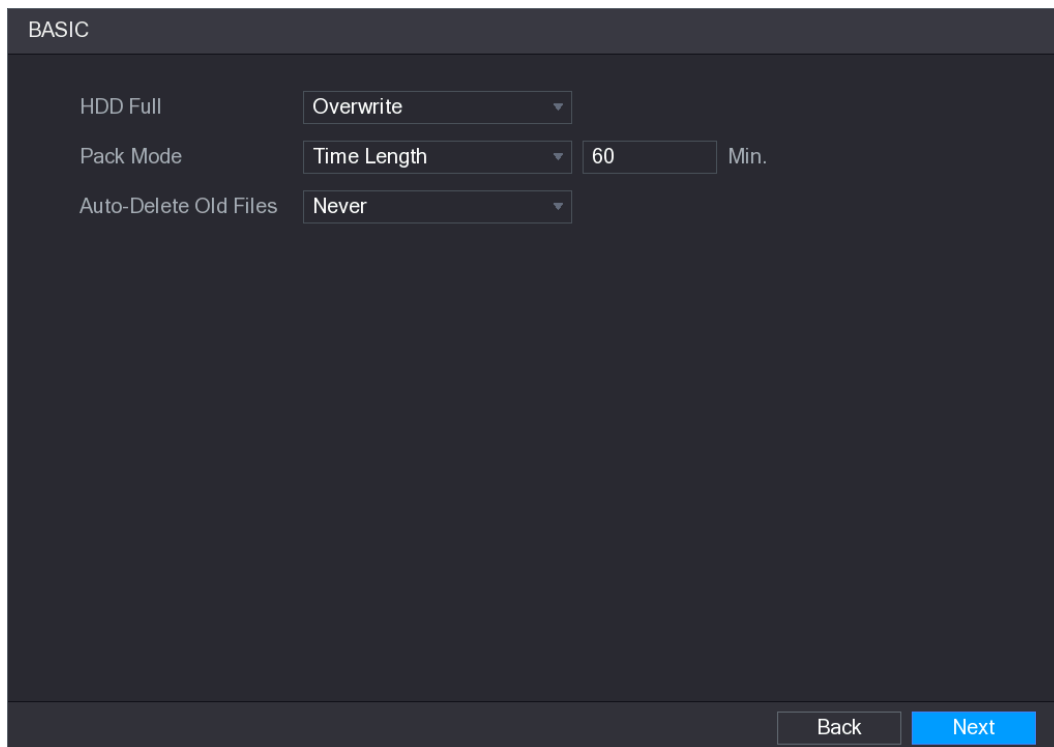 BASIC
HDD Full Overwrite
Pack Mode Time Length 60 Min.
Auto-Delete Old Files Never
Back Next